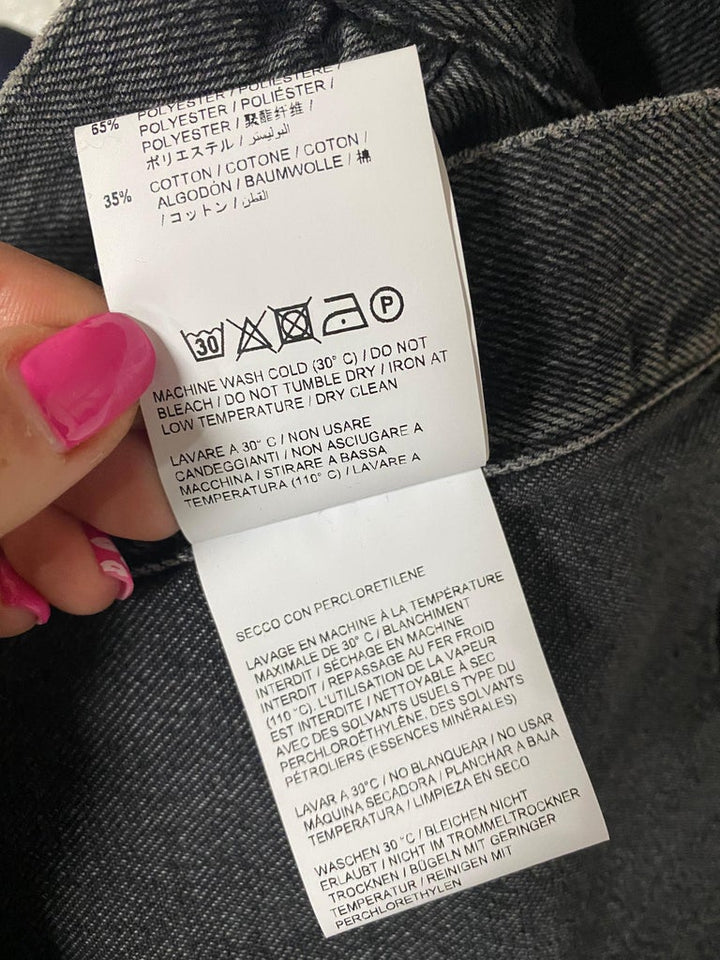 65% POLYESTER / POLIESTERE /
POLYESTER / POLIÉSTER /
POLYESTER / 聚酯纤维 /
ポリエステル / البوليستر
35% COTTON / COTONE / COTON /
ALGODÓN / BAUMWOLLE / 棉
/ コットン / القطن
30 P
MACHINE WASH COLD (30° C) / DO NOT
BLEACH / DO NOT TUMBLE DRY / IRON AT
LOW TEMPERATURE / DRY CLEAN
LAVARE A 30° C / NON USARE
CANDEGGIANTI / NON ASCIUGARE A
MACCHINA / STIRARE A BASSA
TEMPERATURA (110° C) / LAVARE A
SECCO CON PERCLORETILENE
LAVAGE EN MACHINE À LA TEMPÉRATURE
MAXIMALE DE 30° C / BLANCHIMENT
INTERDIT / SÉCHAGE EN MACHINE
INTERDIT / REPASSAGE AU FER FROID
(110 °C). L'UTILISATION DE LA VAPEUR
EST INTERDITE / NETTOYABLE À SEC
AVEC DES SOLVANTS USUELS TYPE DU
PERCHLOROÉTHYLÈNE, DES SOLVANTS
PÉTROLIERS (ESSENCES MINÉRALES)
LAVAR A 30°C / NO BLANQUEAR / NO USAR
MÁQUINA SECADORA / PLANCHAR A BAJA
TEMPERATURA / LIMPIEZA EN SECO
WASCHEN 30 °C / BLEICHEN NICHT
ERLAUBT / NICHT IM TROMMELTROCKNER
TROCKNEN / BÜGELN MIT GERINGER
TEMPERATUR / REINIGEN MIT
PERCHLORETHYLEN